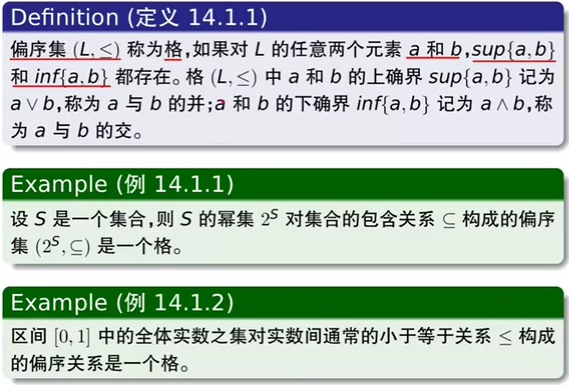 Definition (定义 14.1.1)
偏序集 (L,≤) 称为格,如果对 L 的任意两个元素 a 和 b,sup{a,b}
和 inf{a,b} 都存在。格 (L,≤) 中 a 和 b 的上确界 sup{a,b} 记为
a∨b,称为 a 与 b 的并;a 和 b 的下确界 inf{a,b} 记为 a∧b,称
为 a 与 b 的交。
Example (例 14.1.1)
设 S 是一个集合,则 S 的幂集 2^S 对集合的包含关系 ⊆ 构成的偏序
集 (2^S,⊆) 是一个格。
Example (例 14.1.2)
区间 [0,1] 中的全体实数之集对实数间通常的小于等于关系 ≤ 构成
的偏序关系是一个格。